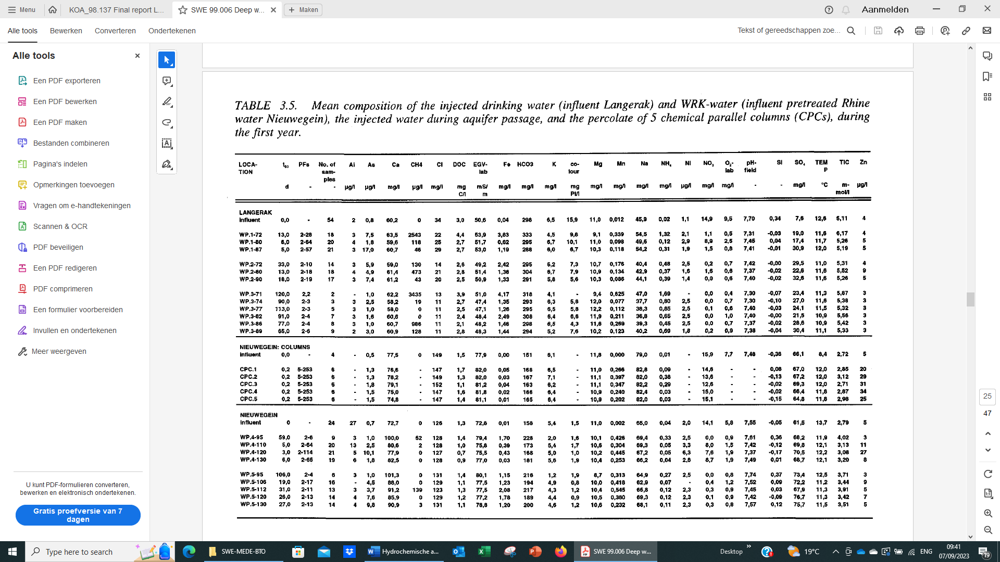 Menu
KOA_98.137 Final report L...
SWE 99.006 Deep w...
Maken
Aanmelden
Alle tools
Bewerken
Converteren
Ondertekenen
Tekst of gereedschappen zoe...
Alle tools
Een PDF exporteren
Een PDF bewerken
Een PDF maken
Bestanden combineren
Pagina's indelen
Opmerkingen toevoegen
Vragen om e-handtekeningen
Scannen & OCR
PDF beveiligen
Een PDF redigeren
PDF comprimeren
Een formulier voorbereiden
Invullen en ondertekenen
Meer weergeven
U kunt PDF-formulieren converteren,
bewerken en elektronisch ondertekenen.
Gratis proefversie van 7
dagen
TABLE 3.5. Mean composition of the injected drinking water (influent Langerak) and WRK-water (influent pretreated Rhine
water Nieuwegein), the injected water during aquifer passage, and the percolate of 5 chemical parallel columns (CPCs), during
the first year.
LOCA- t50 PFs No. of Al As Ca CH4 Cl DOC EGV- Fe HCO3 K co- Mg Mn Na NH4 Ni NO3 O2- pH- SI SO4 TEM TIC Zn
TION sam- lab lour lab field P
ples
d - - µg/l µg/l mg/l µg/l mg/l mg mS/ mg/l mg/l mg/l mg mg/l mg/l mg/l mg/l µg/l mg/l mg/l - - mg/l °C m- µg/l
C/l m Pt/l mol/l
LANGERAK
influent 0,0 - 54 2 0,8 60,2 0 34 3,0 50,6 0,04 298 6,5 15,9 11,0 0,012 45,9 0,02 1,1 14,9 9,5 7,70 0,34 7,6 12,6 5,11 4
WP.1-72 13,0 2-28 18 3 7,5 63,5 2543 22 4,4 53,9 3,83 333 4,5 9,8 9,1 0,339 54,5 1,32 2,1 1,1 0,5 7,31 -0,03 19,0 11,6 6,17 4
WP.1-80 6,0 2-64 20 4 1,8 59,6 118 25 2,7 51,7 0,62 295 6,7 10,1 11,0 0,098 49,6 0,12 2,9 8,9 2,5 7,45 0,04 17,4 11,7 5,26 5
WP.1-87 5,0 2-57 21 3 17,0 60,7 46 29 2,7 53,0 1,19 288 6,0 6,7 10,3 0,118 54,2 0,31 1,9 1,5 0,8 7,41 -0,01 30,9 12,0 5,19 5
WP.2-72 33,0 2-10 14 3 5,9 59,0 130 14 2,6 49,2 2,42 295 6,2 7,3 10,7 0,176 40,4 0,48 2,5 0,2 0,7 7,42 -0,00 29,5 11,0 5,31 4
WP.2-80 13,0 2-18 18 4 4,9 61,4 473 21 2,8 51,4 1,36 304 6,7 7,9 10,9 0,134 42,9 0,37 1,6 1,6 0,6 7,37 -0,02 22,6 11,6 5,52 9
WP.2-90 18,0 2-19 17 3 7,4 61,2 43 20 2,5 50,9 1,33 291 5,8 5,6 10,3 0,086 44,1 0,39 1,4 0,0 0,6 7,40 -0,02 32,6 11,6 5,26 5
WP.3-71 120,0 2,2 2 - 1,0 62,2 3435 13 3,9 51,0 4,17 318 4,1 - 9,4 0,625 47,0 1,69 - 0,0 0,4 7,30 -0,07 23,4 11,3 5,87 3
WP.3-74 90,0 2-3 3 3 2,5 58,2 19 11 2,7 47,4 1,35 293 6,3 5,8 12,0 0,077 37,7 0,80 2,5 0,0 0,7 7,30 -0,10 27,0 11,6 5,38 3
WP.3-77 113,0 2-3 5 3 1,0 58,0 0 11 2,5 47,1 1,26 295 6,5 5,8 12,2 0,112 38,3 0,85 2,5 0,1 0,6 7,40 -0,03 24,1 11,5 5,32 3
WP.3-82 91,0 2-4 7 3 1,6 60,6 0 11 2,4 48,4 2,49 308 6,4 6,6 11,9 0,211 36,8 0,65 2,5 0,0 1,0 7,40 -0,00 21,5 10,9 5,56 3
WP.3-86 77,0 2-4 8 3 1,0 60,7 986 11 2,1 48,2 1,46 298 6,5 4,3 11,6 0,269 39,3 0,45 2,5 0,0 0,7 7,37 -0,02 28,6 10,9 5,42 3
WP.3-89 65,0 2-6 9 2 3,0 60,9 128 11 2,8 48,3 1,44 294 5,2 7,6 10,2 0,123 40,2 0,69 1,8 0,2 0,9 7,38 -0,04 30,4 11,1 5,33 3
NIEUWEGEIN: COLUMNS
influent 0,0 - 4 - 0,5 77,5 0 149 1,5 77,9 0,00 151 6,1 - 11,8 0,000 79,0 0,01 - 15,9 7,7 7,48 -0,36 66,1 8,4 2,72 5
CPC.1 0,2 5-253 6 - 1,3 76,6 - 147 1,7 82,0 0,05 168 6,5 - 11,0 0,266 82,8 0,09 - 14,6 - - 0,08 67,0 12,0 2,85 20
CPC.2 0,2 5-253 6 - 1,3 78,2 - 149 1,3 82,0 0,03 167 7,1 - 11,1 0,397 82,0 0,38 - 13,6 - - -0,13 67,2 12,0 3,12 29
CPC.3 0,2 5-253 6 - 1,8 79,1 - 152 1,1 81,2 0,04 163 6,2 - 11,1 0,347 82,2 0,29 - 12,6 - - -0,02 69,3 12,0 2,71 31
CPC.4 0,2 5-253 6 - 1,5 75,0 - 147 1,6 81,8 0,02 166 6,4 - 10,9 0,240 82,4 0,03 - 15,0 - - -0,02 66,4 11,8 2,87 34
CPC.5 0,2 5-253 6 - 1,5 74,8 - 147 1,4 81,1 0,01 165 6,4 - 10,9 0,202 82,0 0,03 - 15,1 - - -0,15 64,8 11,8 2,98 25
NIEUWEGEIN
influent 0 - 24 27 0,7 72,7 0 126 1,3 72,8 0,01 158 5,4 1,5 11,0 0,002 65,0 0,04 2,0 14,1 5,8 7,55 -0,05 61,5 13,7 2,79 5
WP.4-95 59,0 2-6 9 3 1,0 100,0 52 128 1,4 79,4 1,70 228 2,0 1,6 10,1 0,426 69,4 0,33 2,5 0,0 0,9 7,61 0,36 68,2 11,9 4,02 3
WP.4-110 5,0 2-64 20 13 2,5 80,6 2 128 1,0 75,8 0,39 173 5,4 1,7 10,6 0,304 69,3 0,05 3,3 8,0 1,5 7,42 -0,12 69,8 12,1 3,13 11
WP.4-120 3,0 2-114 21 5 10,1 77,9 0 127 0,7 75,5 0,43 168 5,0 1,0 10,2 0,445 67,2 0,05 6,3 7,6 1,9 7,37 -0,17 70,5 12,2 3,08 27
WP.4-130 6,0 2-65 19 6 1,8 82,5 0 128 0,9 77,0 0,03 181 5,6 1,9 10,4 0,253 66,2 0,04 2,8 8,7 1,9 7,49 0,01 68,7 12,1 3,20 8
WP.5-95 106,0 2-4 6 3 1,0 101,3 0 131 1,4 80,1 1,15 216 1,2 1,9 8,7 0,313 64,9 0,27 2,5 0,0 0,8 7,74 0,37 73,4 12,5 3,71 3
WP.5-106 19,0 2-17 16 - 4,5 88,0 0 129 1,1 77,5 1,23 194 4,9 0,8 10,0 0,418 62,9 0,07 - 0,4 1,2 7,52 0,09 72,2 11,2 3,44 9
WP.5-112 31,0 2-11 13 3 3,7 91,2 139 123 1,3 77,5 2,08 217 4,3 1,2 10,4 0,545 65,8 0,12 2,3 0,3 0,9 7,45 0,03 67,9 11,3 3,91 5
WP.5-120 26,0 2-13 14 4 7,6 85,9 0 129 1,2 77,2 1,78 189 4,4 0,9 10,5 0,380 69,3 0,12 2,3 0,1 0,9 7,42 -0,09 76,7 11,3 3,42 7
WP.5-130 27,0 2-13 14 4 9,8 90,9 3 131 1,1 78,8 1,20 200 4,6 1,2 10,6 0,232 68,1 0,11 2,3 0,3 0,8 7,57 0,12 75,7 11,5 3,51 5
25
47
Type here to search
SWE-MEDE-BTO
Hydrochemische a...
SWE 99.006 Deep w...
Desktop
19°C
ENG
09:41
07/09/2023
19